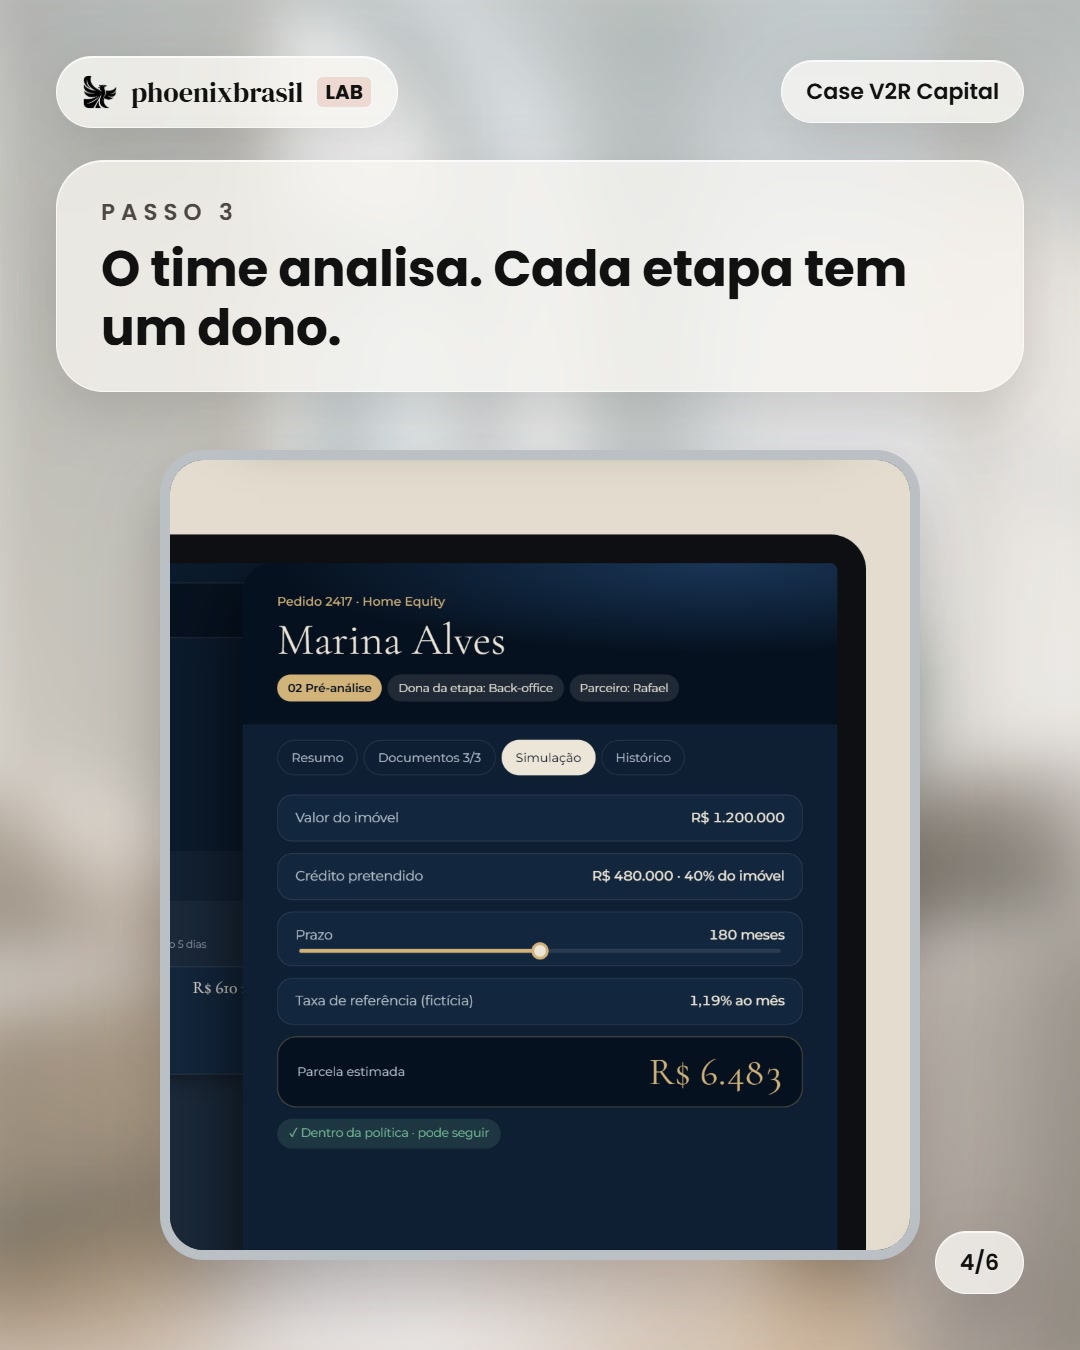 phoenixbrasil LAB
Case V2R Capital
PASSO 3
O time analisa. Cada etapa tem
um dono.
Pedido 2417 · Home Equity
Marina Alves
02 Pré-análise
Dona da etapa: Back-office
Parceiro: Rafael
Resumo
Documentos 3/3
Simulação
Histórico
Valor do imóvel
R$ 1.200.000
Crédito pretendido
R$ 480.000 · 40% do imóvel
Prazo
180 meses
Taxa de referência (fictícia)
1,19% ao mês
Parcela estimada
R$ 6.483
✓ Dentro da política · pode seguir
5 dias
R$ 610
4/6